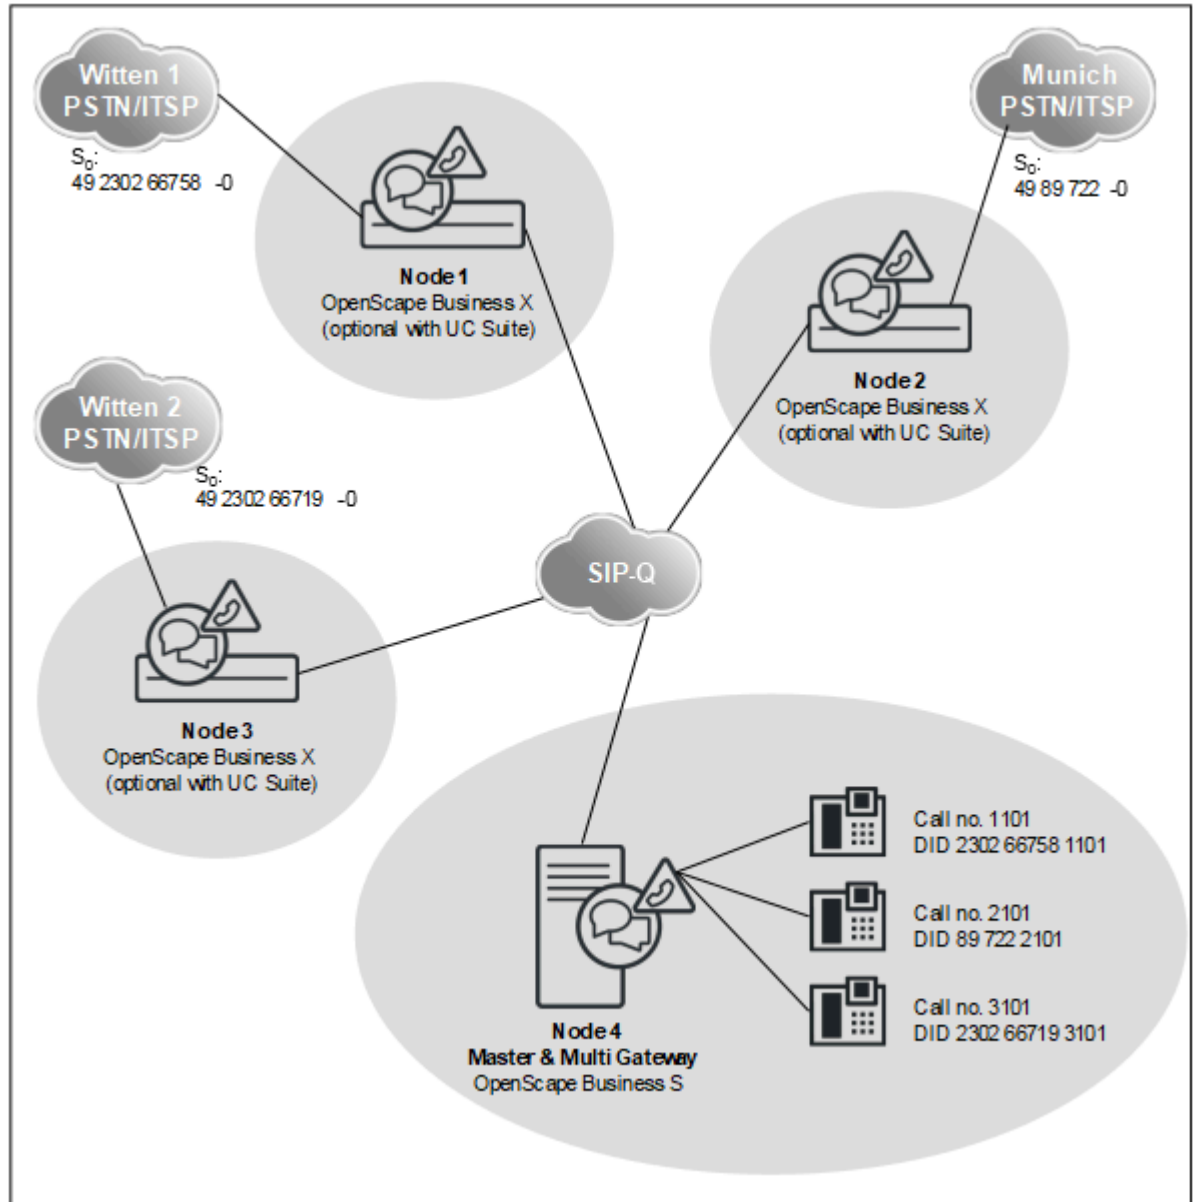 Witten 1
PSTN/ITSP
S0:
49 2302 66758 -0
Munich
PSTN/ITSP
S0:
49 89 722 -0
Node 1
OpenScape Business X
(optional with UC Suite)
Node 2
OpenScape Business X
(optional with UC Suite)
Witten 2
PSTN/ITSP
S0:
49 2302 66719 -0
SIP-Q
Node 3
OpenScape Business X
(optional with UC Suite)
Call no. 1101
DID 2302 66758 1101
Call no. 2101
DID 89 722 2101
Call no. 3101
DID 2302 66719 3101
Node 4
Master & Multi Gateway
OpenScape Business S